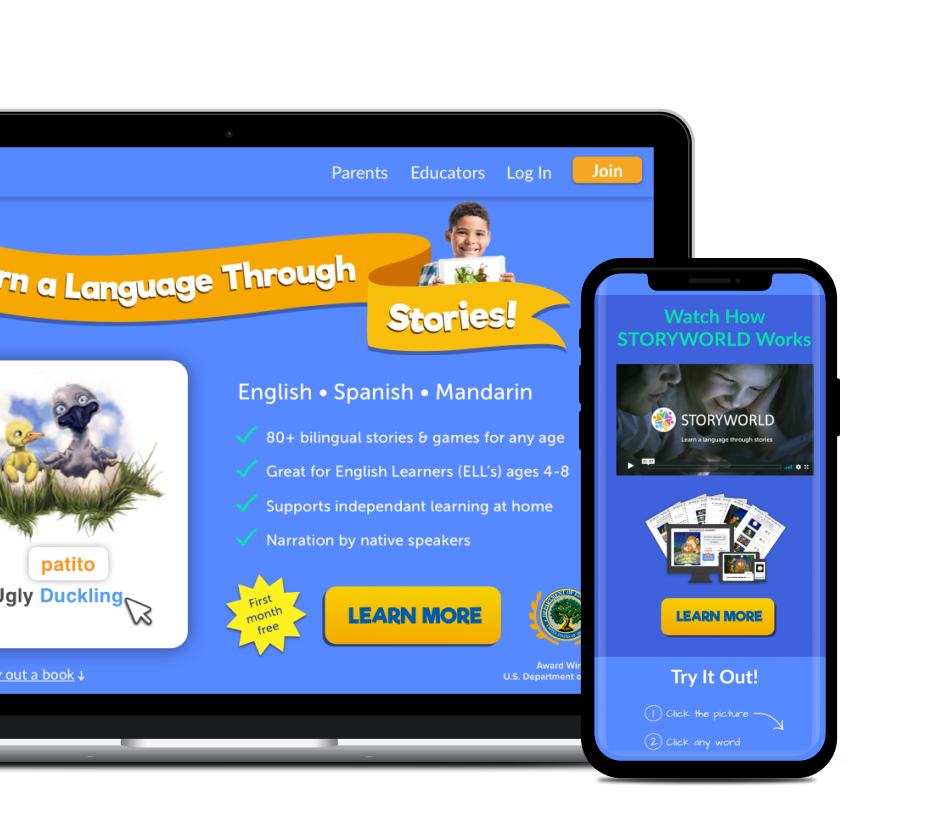 Parents Educators Log In Join
a Language Through
Stories!
English • Spanish • Mandarin
80+ bilingual stories & games for any age
Great for English Learners (ELL's) ages 4-8
Supports independant learning at home
Narration by native speakers
patito
Ugly Duckling
First
month
free
LEARN MORE
Award
U.S. Department
out a book ↓
Watch How
STORYWORLD Works
STORYWORLD
Learn a language through stories
LEARN MORE
Try It Out!
1 Click the picture
2 Click any word